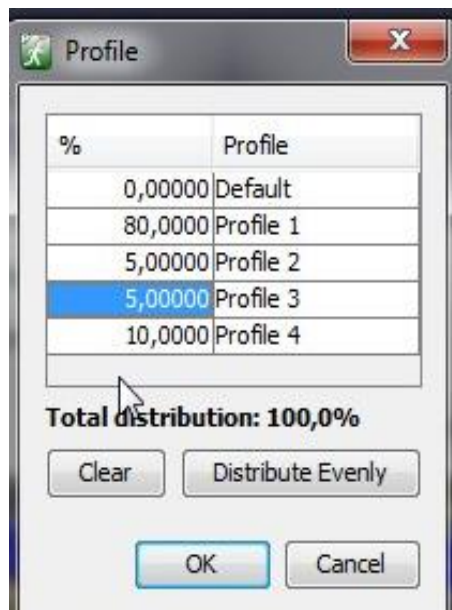 Profile
% Profile
0,00000 Default
80,0000 Profile 1
5,00000 Profile 2
5,00000 Profile 3
10,0000 Profile 4
Total distribution: 100,0%
Clear Distribute Evenly
OK Cancel